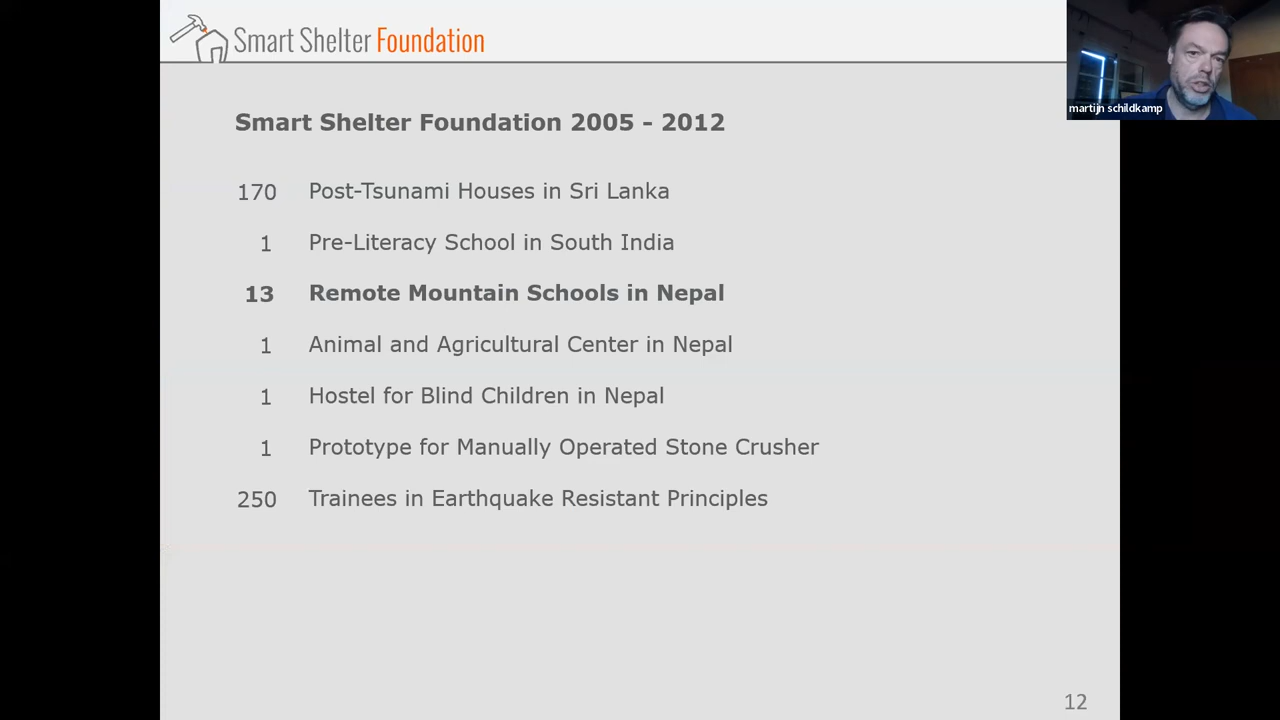 Smart Shelter Foundation
martijn schildkamp
Smart Shelter Foundation 2005 - 2012
170 Post-Tsunami Houses in Sri Lanka
1 Pre-Literacy School in South India
13 Remote Mountain Schools in Nepal
1 Animal and Agricultural Center in Nepal
1 Hostel for Blind Children in Nepal
1 Prototype for Manually Operated Stone Crusher
250 Trainees in Earthquake Resistant Principles
12